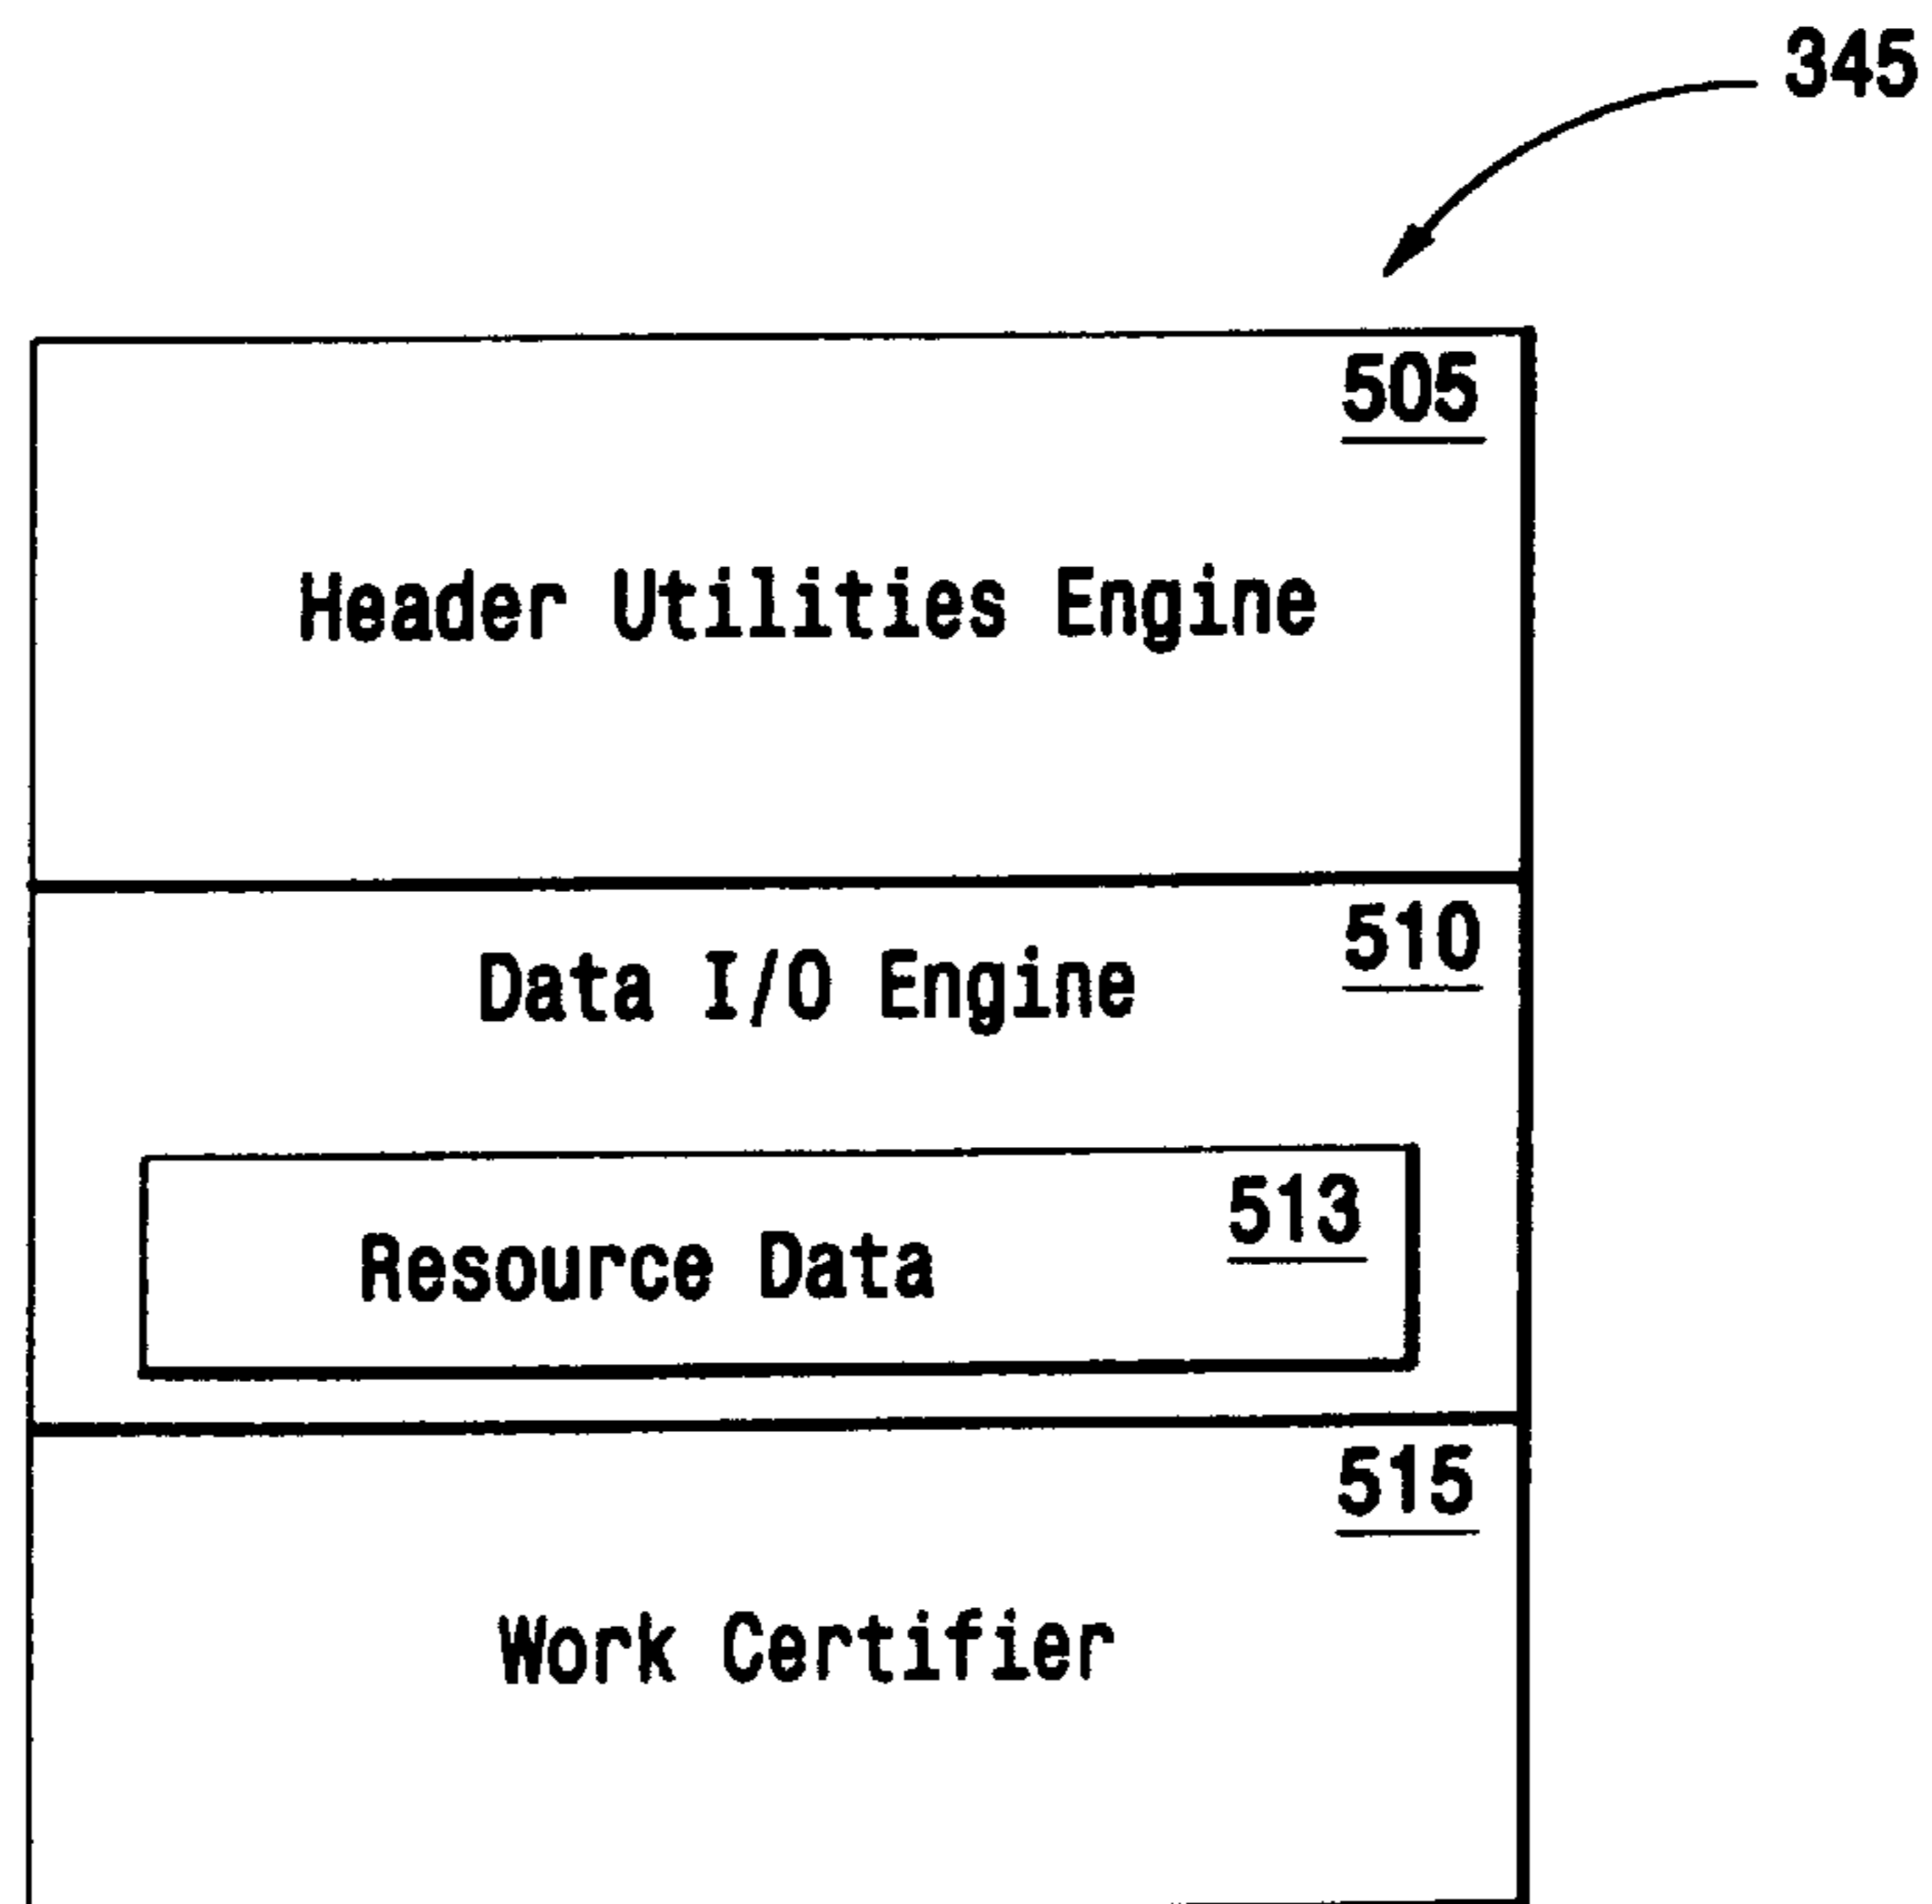 345
505
Header Utilities Engine
510
Data I/O Engine
513
Resource Data
515
Work Certifier